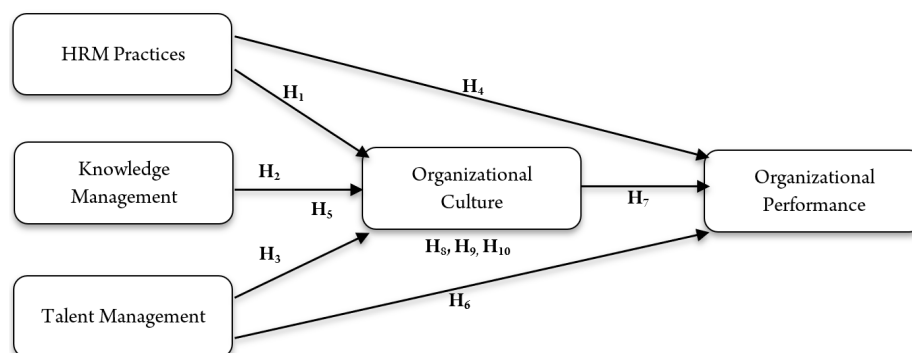 HRM Practices
H₄
H₁
Knowledge
Management
H₂
H₅
Organizational
Culture
H₇
Organizational
Performance
H₈, H₉, H₁₀
H₃
Talent Management
H₆